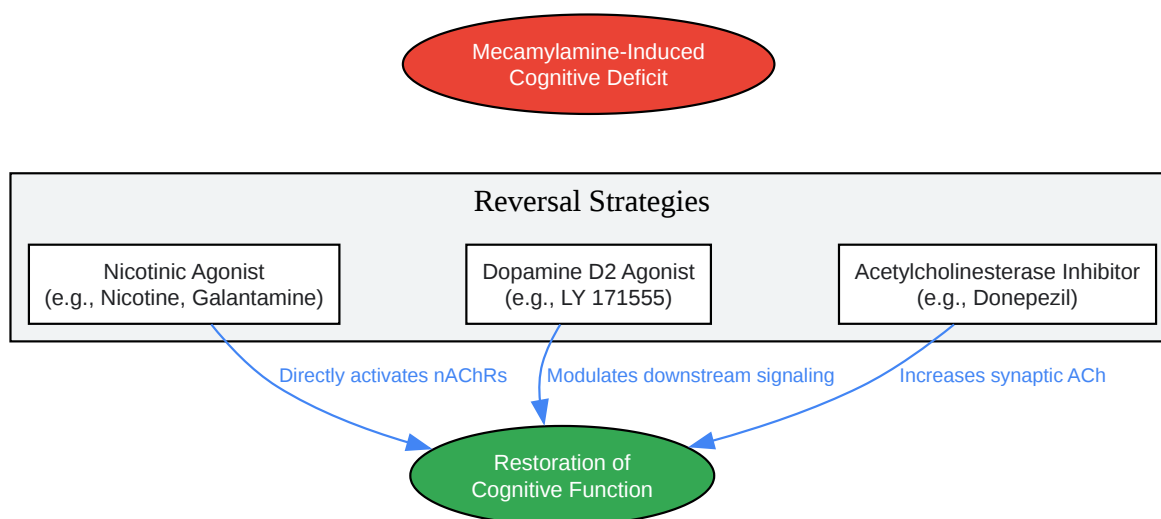 Mecamylamine-Induced
Cognitive Deficit
Reversal Strategies
Nicotinic Agonist
(e.g., Nicotine, Galantamine)
Dopamine D2 Agonist
(e.g., LY 171555)
Acetylcholinesterase Inhibitor
(e.g., Donepezil)
Directly activates nAChRs
Modulates downstream signaling
Increases synaptic ACh
Restoration of
Cognitive Function